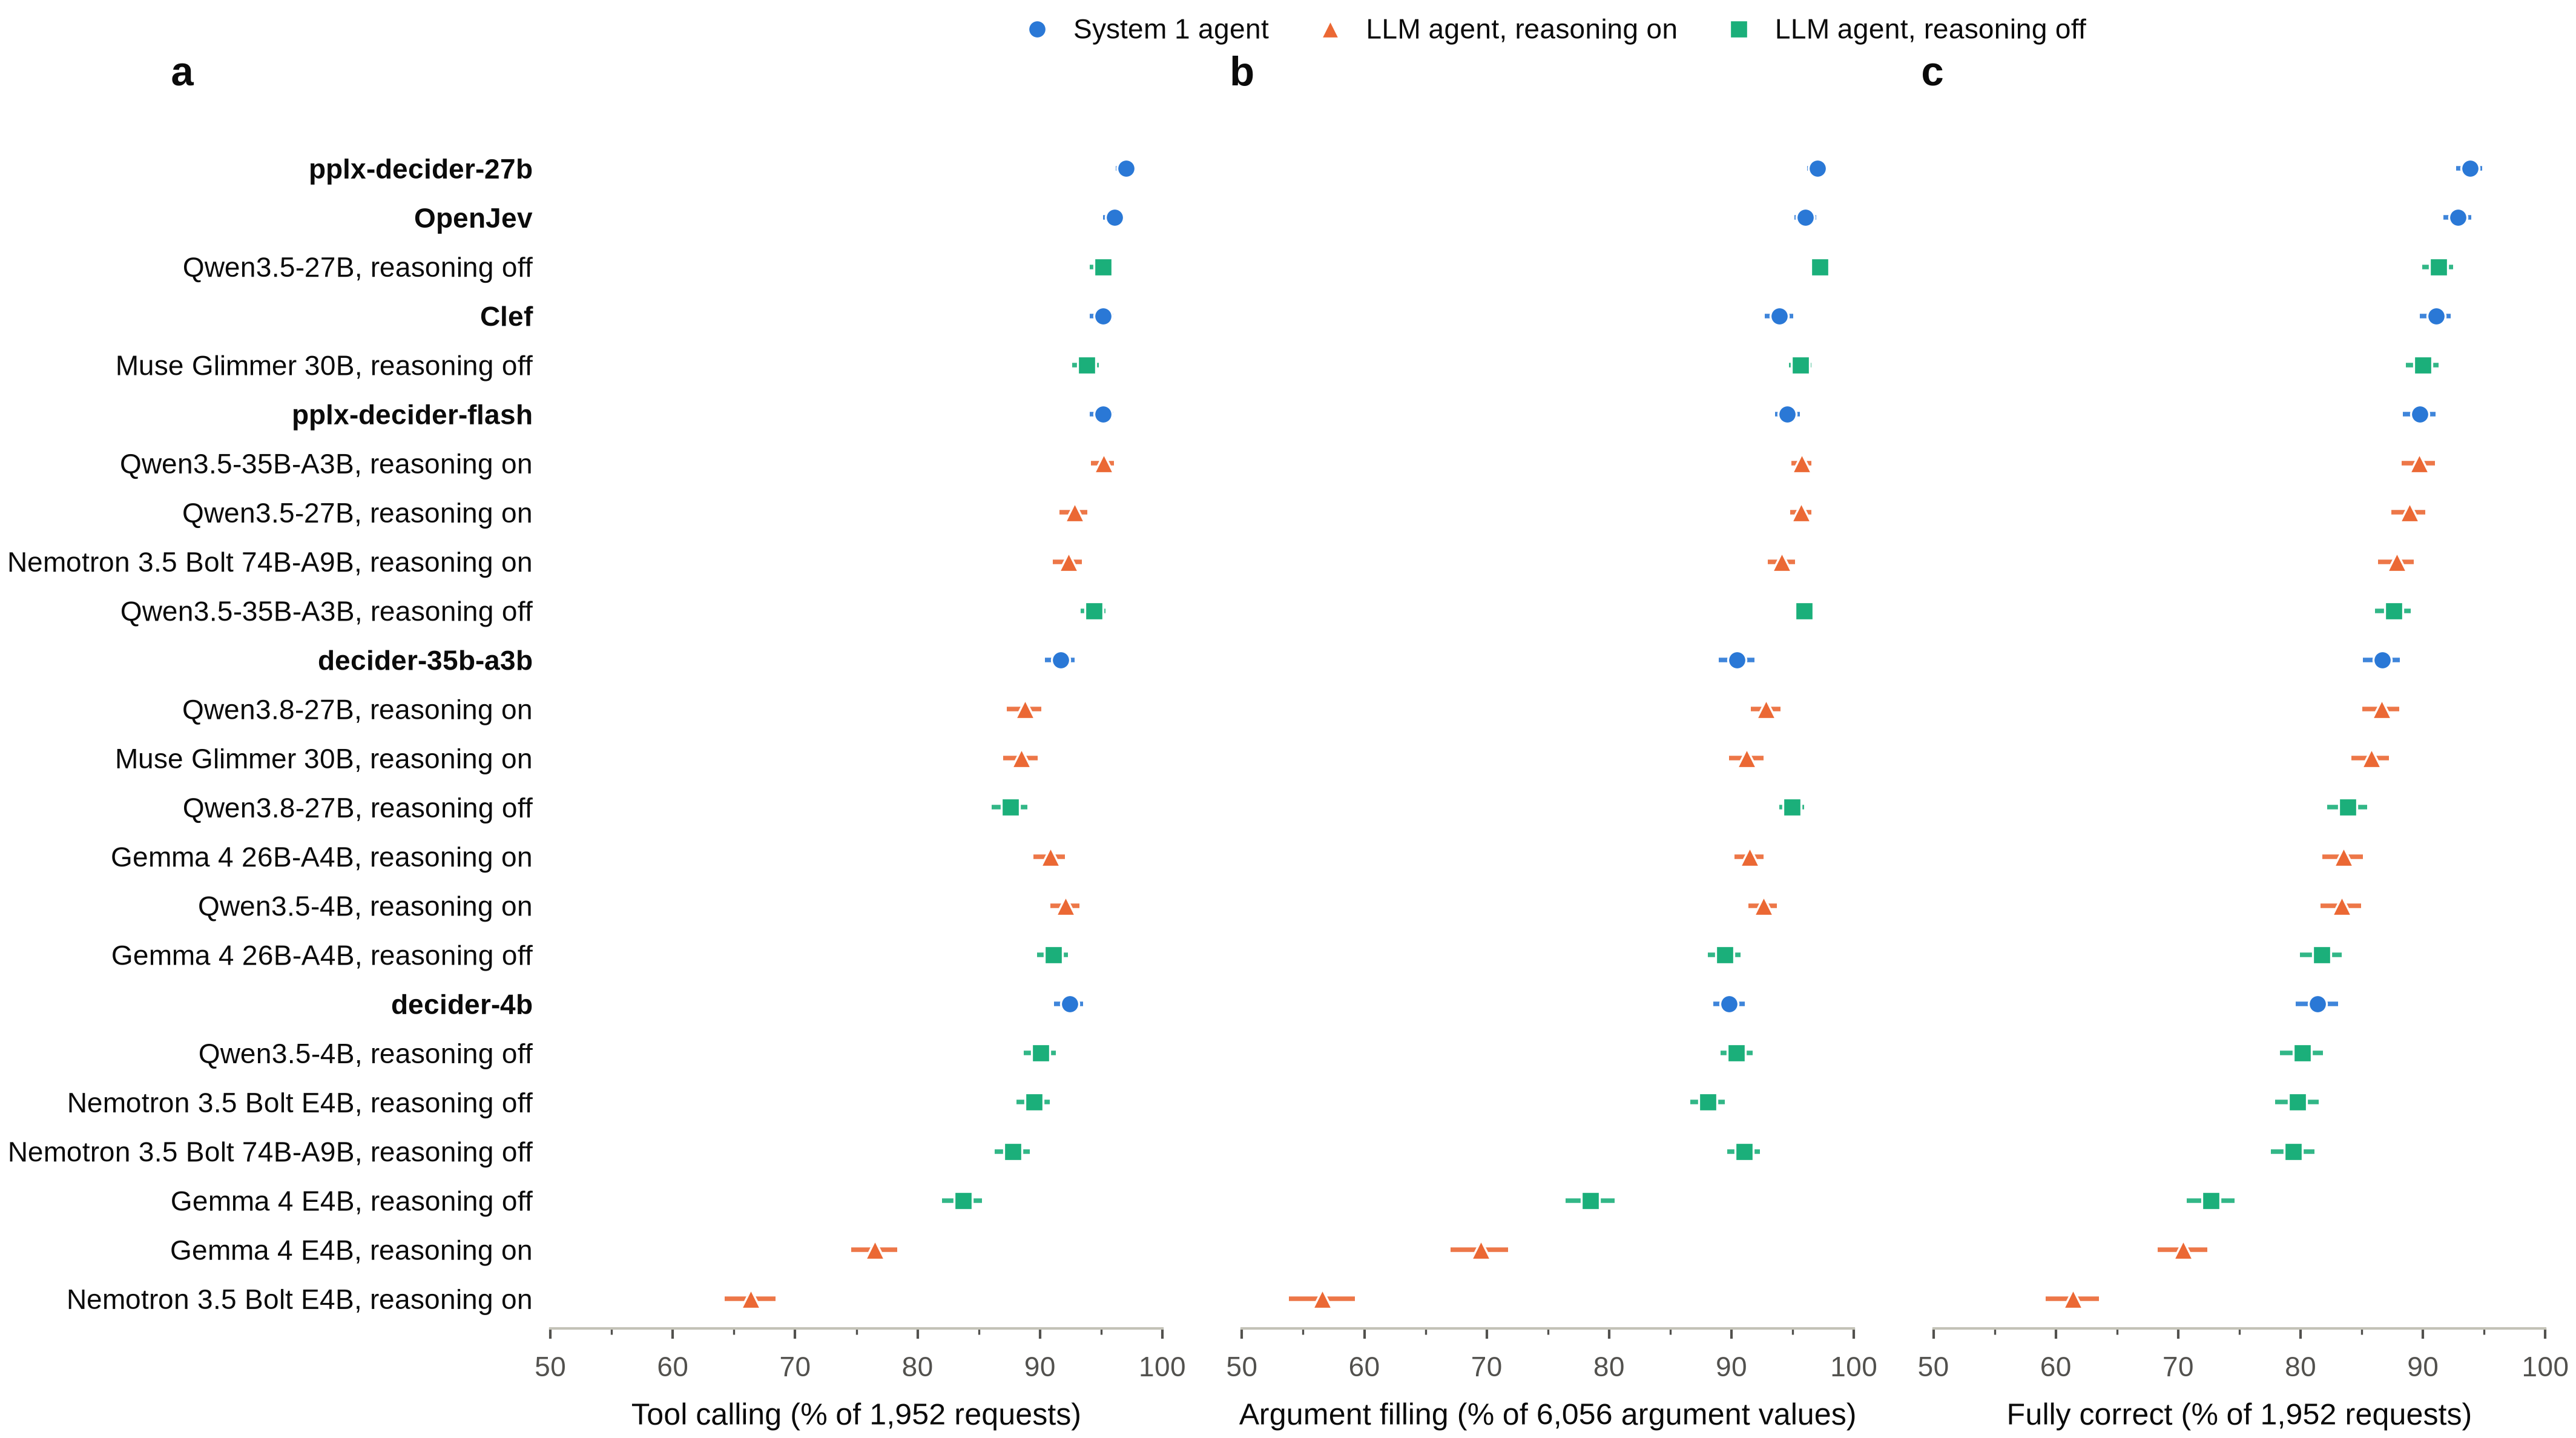 System 1 agent LLM agent, reasoning on LLM agent, reasoning off
a b c
pplx-decider-27b
OpenJev
Qwen3.5-27B, reasoning off
Clef
Muse Glimmer 30B, reasoning off
pplx-decider-flash
Qwen3.5-35B-A3B, reasoning on
Qwen3.5-27B, reasoning on
Nemotron 3.5 Bolt 74B-A9B, reasoning on
Qwen3.5-35B-A3B, reasoning off
decider-35b-a3b
Qwen3.8-27B, reasoning on
Muse Glimmer 30B, reasoning on
Qwen3.8-27B, reasoning off
Gemma 4 26B-A4B, reasoning on
Qwen3.5-4B, reasoning on
Gemma 4 26B-A4B, reasoning off
decider-4b
Qwen3.5-4B, reasoning off
Nemotron 3.5 Bolt E4B, reasoning off
Nemotron 3.5 Bolt 74B-A9B, reasoning off
Gemma 4 E4B, reasoning off
Gemma 4 E4B, reasoning on
Nemotron 3.5 Bolt E4B, reasoning on
50 60 70 80 90 100 50 60 70 80 90 100 50 60 70 80 90 100
Tool calling (% of 1,952 requests) Argument filling (% of 6,056 argument values) Fully correct (% of 1,952 requests)